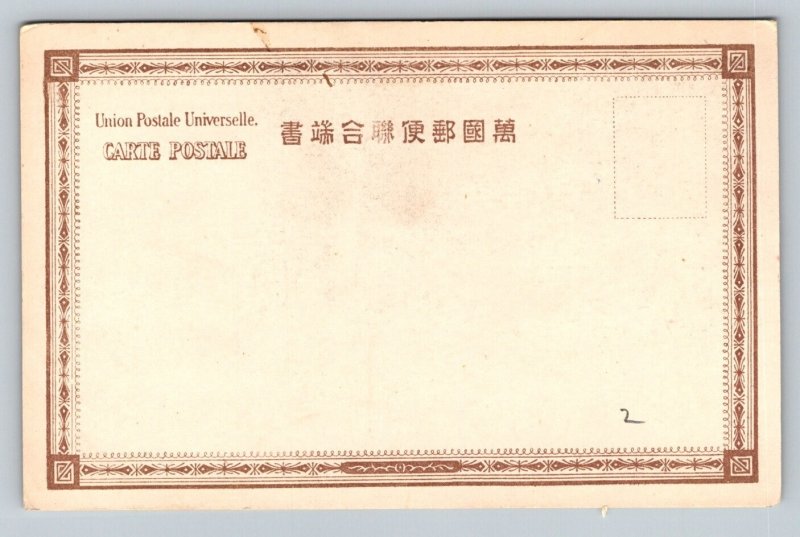 Union Postale Universelle.
CARTE POSTALE
萬國郵便聯合端書
2